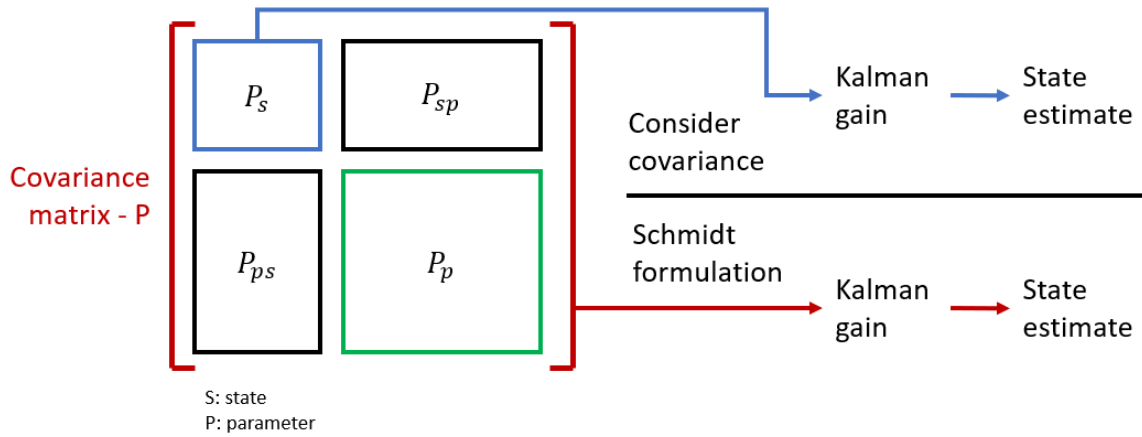 P_s
P_sp
Kalman
gain
State
estimate
Consider
covariance
Covariance
matrix - P
P_ps
P_p
Schmidt
formulation
Kalman
gain
State
estimate
S: state
P: parameter